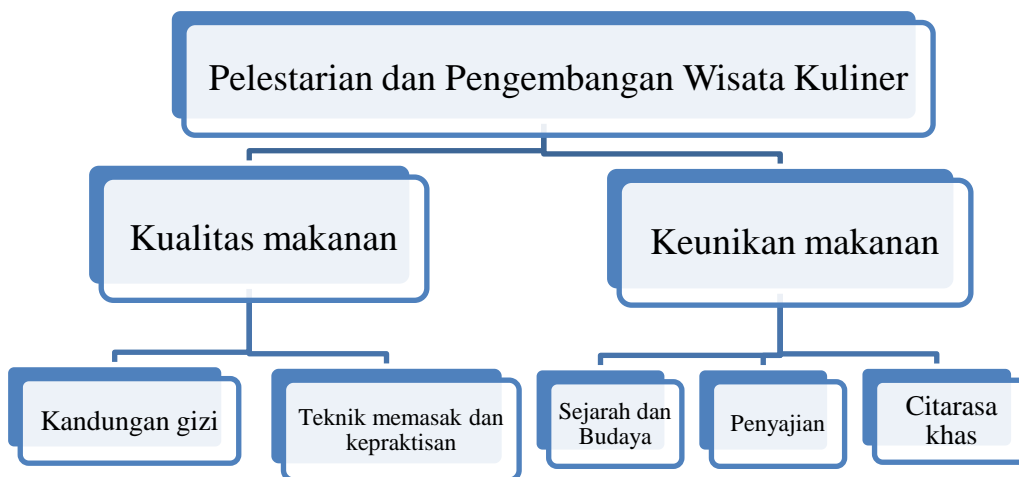 Pelestarian dan Pengembangan Wisata Kuliner
Kualitas makanan
Keunikan makanan
Kandungan gizi
Teknik memasak dan
kepraktisan
Sejarah dan
Budaya
Penyajian
Citarasa
khas